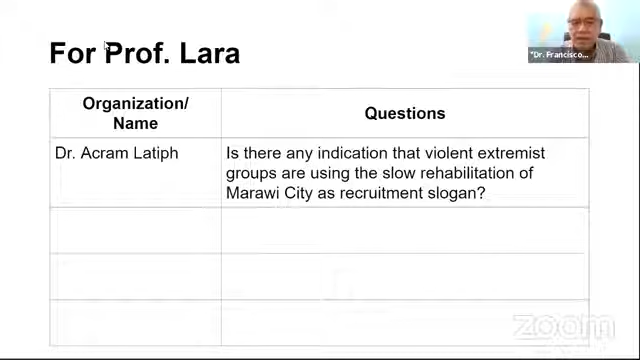 For Prof. Lara
"Dr. Francisco...
Organization/
Name
Questions
Dr. Acram Latiph
Is there any indication that violent extremist
groups are using the slow rehabilitation of
Marawi City as recruitment slogan?
zoom